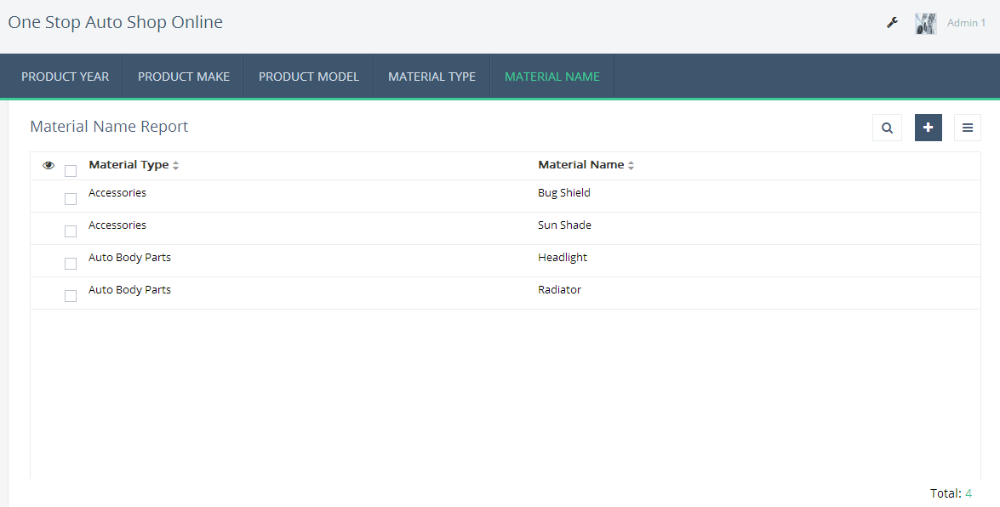 One Stop Auto Shop Online
Admin 1
PRODUCT YEAR PRODUCT MAKE PRODUCT MODEL MATERIAL TYPE MATERIAL NAME
Material Name Report
Material Type Material Name
Accessories Bug Shield
Accessories Sun Shade
Auto Body Parts Headlight
Auto Body Parts Radiator
Total: 4